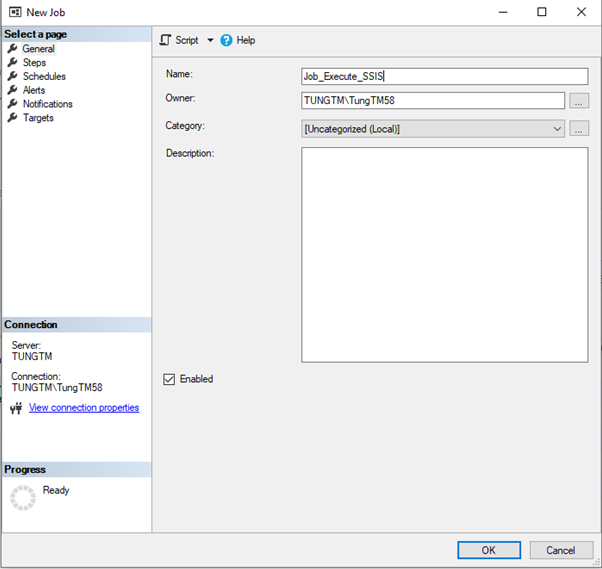 New Job
Select a page
General
Steps
Schedules
Alerts
Notifications
Targets
Script
Help
Name:
Job_Execute_SSIS
Owner:
TUNGTM\TungTM58
...
Category:
[Uncategorized (Local)]
...
Description:
Enabled
Connection
Server:
TUNGTM
Connection:
TUNGTM\TungTM58
View connection properties
Progress
Ready
OK
Cancel